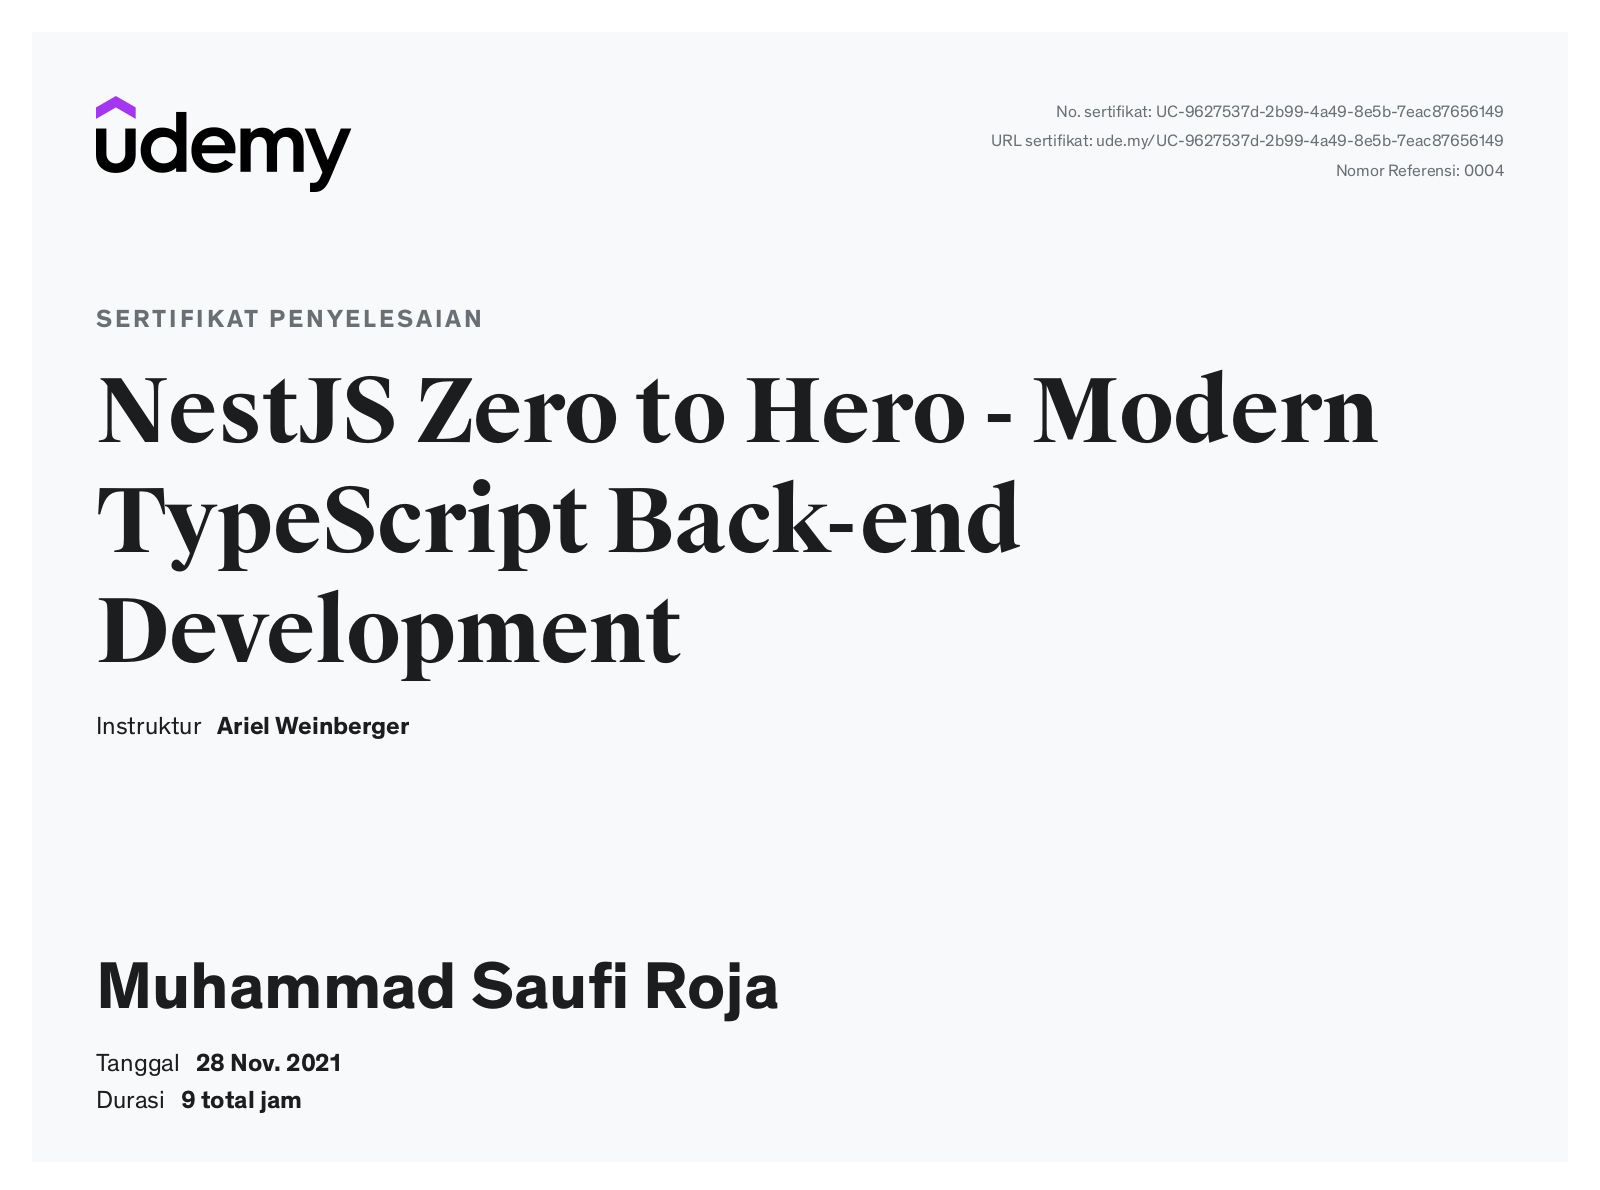 udemy
No. sertifikat: UC-9627537d-2b99-4a49-8e5b-7eac87656149
URL sertifikat: ude.my/UC-9627537d-2b99-4a49-8e5b-7eac87656149
Nomor Referensi: 0004
SERTIFIKAT PENYELESAIAN
NestJS Zero to Hero - Modern
TypeScript Back-end
Development
Instruktur Ariel Weinberger
Muhammad Saufi Roja
Tanggal 28 Nov. 2021
Durasi 9 total jam